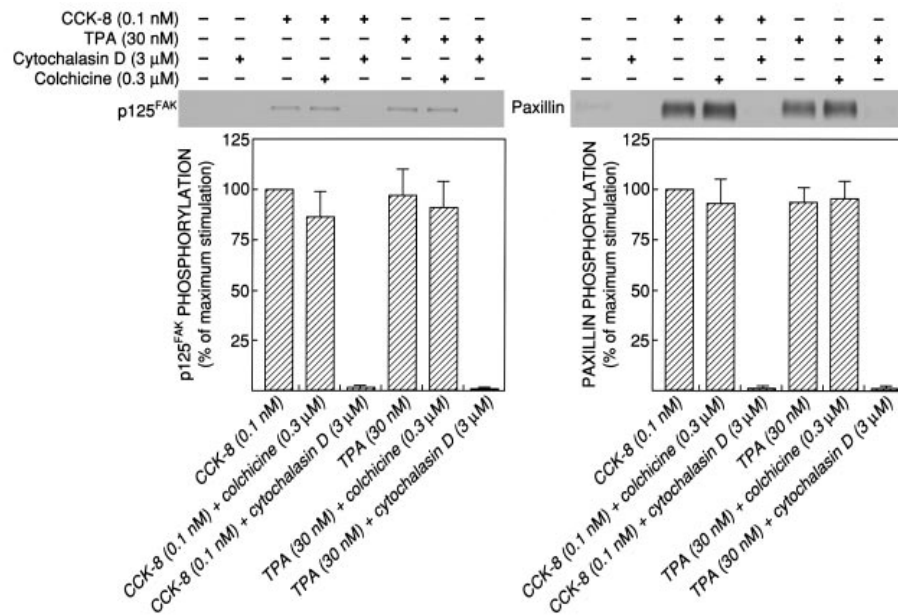 CCK-8 (0.1 nM) – – + + + – – – – – + + + – – –
TPA (30 nM) – – – – – + + + – – – – – + + +
Cytochalasin D (3 μM) – + – – + – – + – + – – + – – +
Colchicine (0.3 μM) – – – + – – + – – – – + – – + –
p125FAK
Paxillin
p125FAK PHOSPHORYLATION
(% of maximum stimulation)
125
100
75
50
25
CCK-8 (0.1 nM)
CCK-8 (0.1 nM) + colchicine (0.3 μM)
CCK-8 (0.1 nM) + cytochalasin D (3 μM)
TPA (30 nM)
TPA (30 nM) + colchicine (0.3 μM)
TPA (30 nM) + cytochalasin D (3 μM)
PAXILLIN PHOSPHORYLATION
(% of maximum stimulation)
125
100
75
50
25
CCK-8 (0.1 nM)
CCK-8 (0.1 nM) + colchicine (0.3 μM)
CCK-8 (0.1 nM) + cytochalasin D (3 μM)
TPA (30 nM)
TPA (30 nM) + colchicine (0.3 μM)
TPA (30 nM) + cytochalasin D (3 μM)